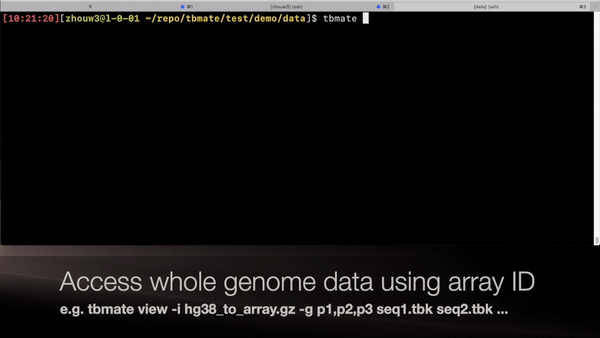 [zhouw3] (ssh)
[data] (ssh)
⌘1
⌘2
⌘3
[10:21:20][zhouw3@l-0-01 ~/repo/tbmate/test/demo/data]$ tbmate
Access whole genome data using array ID
e.g. tbmate view -i hg38_to_array.gz -g p1,p2,p3 seq1.tbk seq2.tbk ...